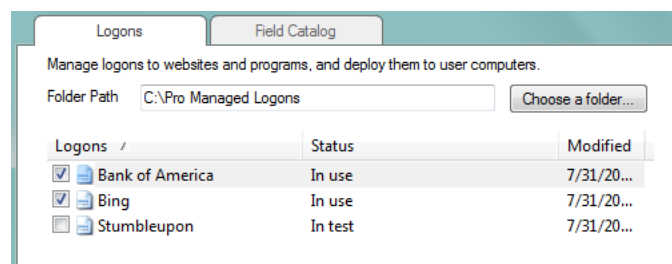 Logons Field Catalog
Manage logons to websites and programs, and deploy them to user computers.
Folder Path C:\Pro Managed Logons Choose a folder...
Logons Status Modified
Bank of America In use 7/31/20...
Bing In use 7/31/20...
Stumbleupon In test 7/31/20...